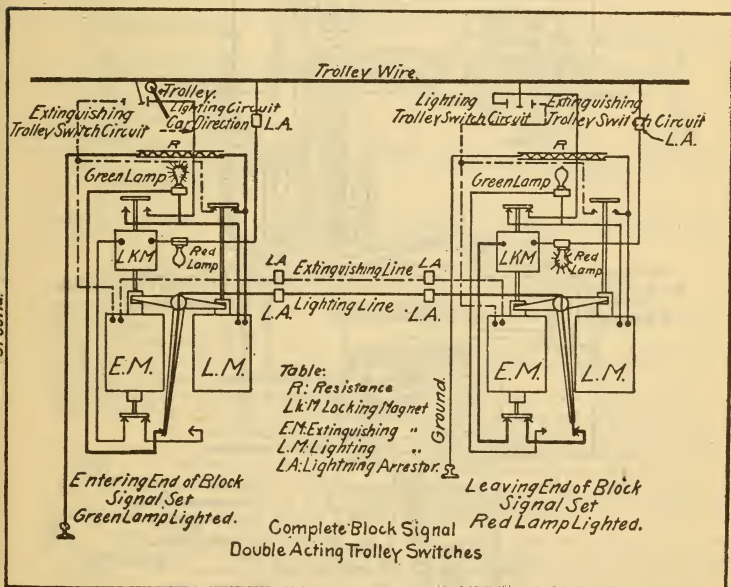 Trolley Wire.
Trolley.
Lighting Circuit
Car Direction
Extinguishing
Trolley Switch Circuit
L.A.
R
Green Lamp
LKM
Red
Lamp
E.M.
L.M.
Lighting
Trolley Switch Circuit
Extinguishing
Trolley Switch Circuit
L.A.
R
Green Lamp
LKM
Red
Lamp
E.M.
L.M.
L.A.
Extinguishing Line
L.A.
L.A.
Lighting Line
L.A.
Table:
R: Resistance
Lk:M Locking Magnet
E.M: Extinguishing "
L.M: Lighting "
LA: Lightning Arrestor.
Ground.
Ground.
Entering End of Block
Signal Set
Green Lamp Lighted.
Leaving End of Block
Signal Set
Red Lamp Lighted.
Complete Block Signal
Double Acting Trolley Switches